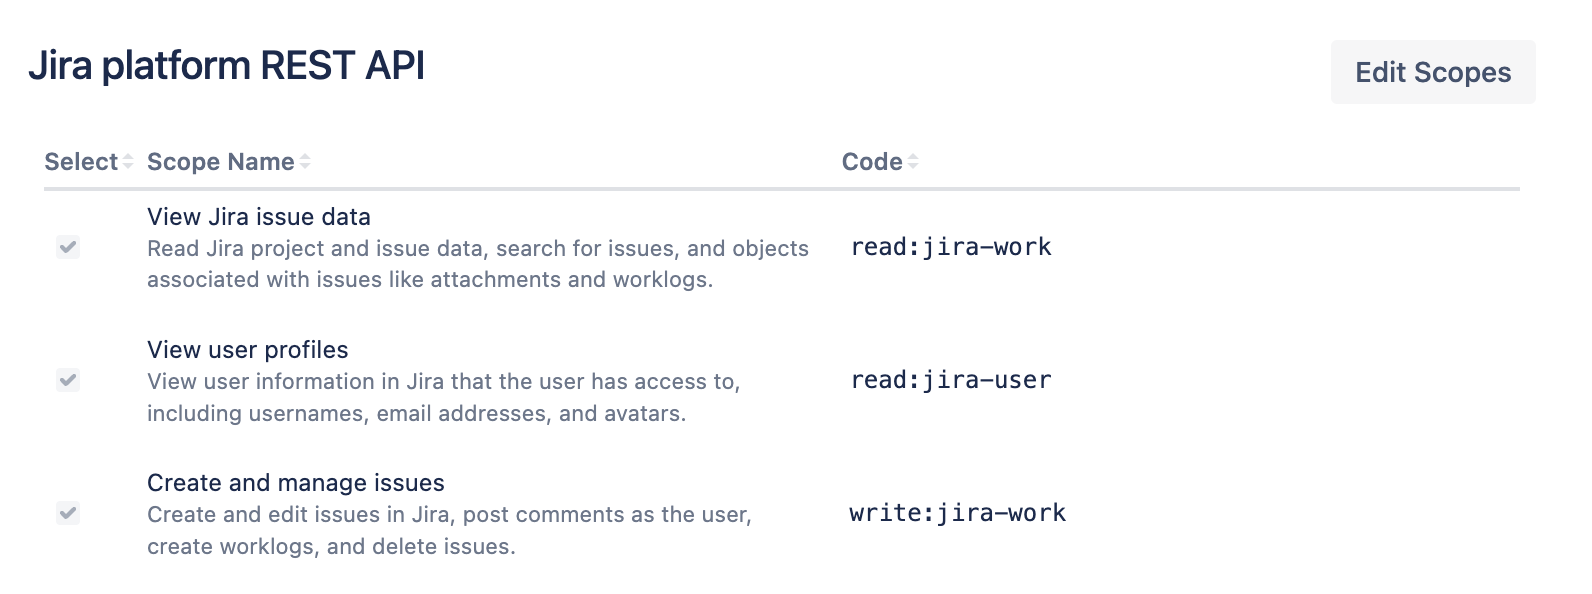 Jira platform REST API
Edit Scopes
Select Scope Name Code
View Jira issue data
Read Jira project and issue data, search for issues, and objects
associated with issues like attachments and worklogs.
read:jira-work
View user profiles
View user information in Jira that the user has access to,
including usernames, email addresses, and avatars.
read:jira-user
Create and manage issues
Create and edit issues in Jira, post comments as the user,
create worklogs, and delete issues.
write:jira-work